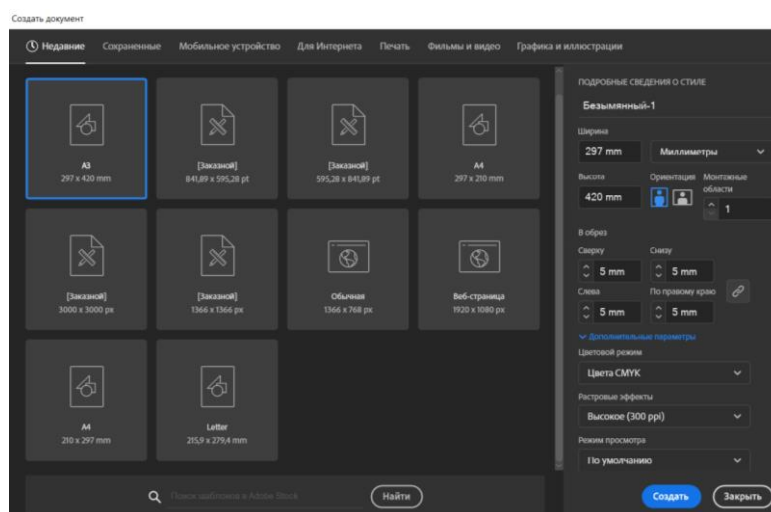 Создать документ
Недавние Сохраненные Мобильное устройство Для Интернета Печать Фильмы и видео Графика и иллюстрации
A3
297 x 420 mm
[Заказной]
841,89 x 595,28 pt
[Заказной]
595,28 x 841,89 pt
A4
297 x 210 mm
[Заказной]
3000 x 3000 px
[Заказной]
1366 x 1366 px
Обычная
1366 x 768 px
Веб-страница
1920 x 1080 px
A4
210 x 297 mm
Letter
215,9 x 279,4 mm
Поиск шаблонов в Adobe Stock
Найти
ПОДРОБНЫЕ СВЕДЕНИЯ О СТИЛЕ
Безымянный-1
Ширина
297 mm Миллиметры
Высота Ориентация Монтажные области
420 mm 1
В обрез
Сверху Снизу
5 mm 5 mm
Слева По правому краю
5 mm 5 mm
Дополнительные параметры
Цветовой режим
Цвета CMYK
Растровые эффекты
Высокое (300 ppi)
Режим просмотра
По умолчанию
Создать Закрыть